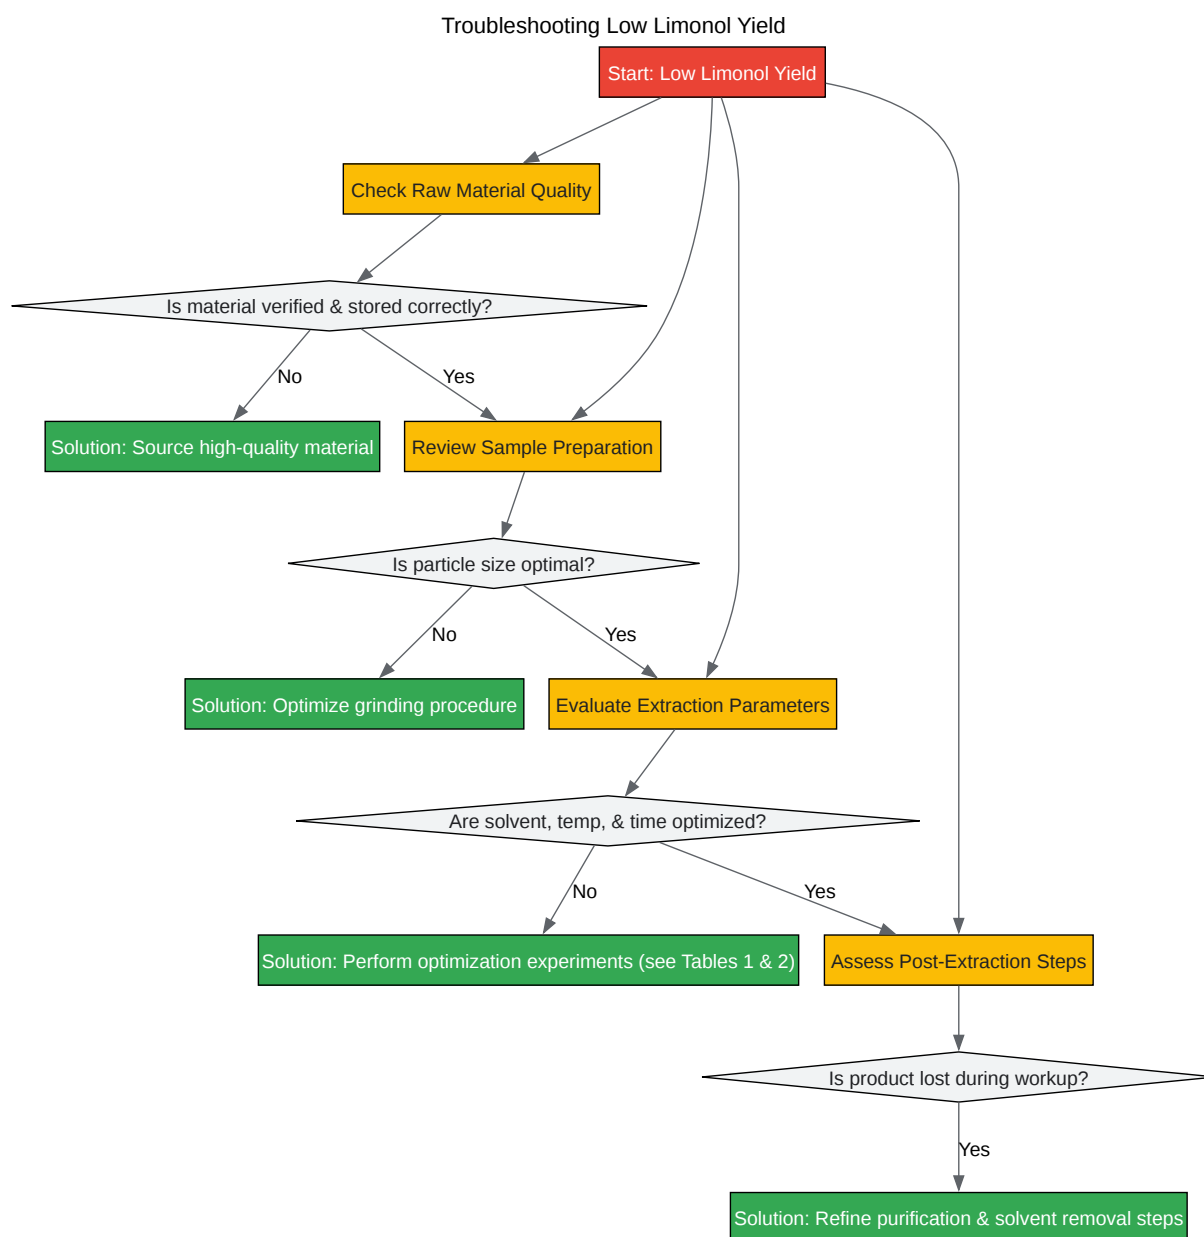 Troubleshooting Low Limonol Yield
Start: Low Limonol Yield
Check Raw Material Quality
Is material verified & stored correctly?
No
Yes
Solution: Source high-quality material
Review Sample Preparation
Is particle size optimal?
No
Yes
Solution: Optimize grinding procedure
Evaluate Extraction Parameters
Are solvent, temp, & time optimized?
No
Yes
Solution: Perform optimization experiments (see Tables 1 & 2)
Assess Post-Extraction Steps
Is product lost during workup?
Yes
Solution: Refine purification & solvent removal steps